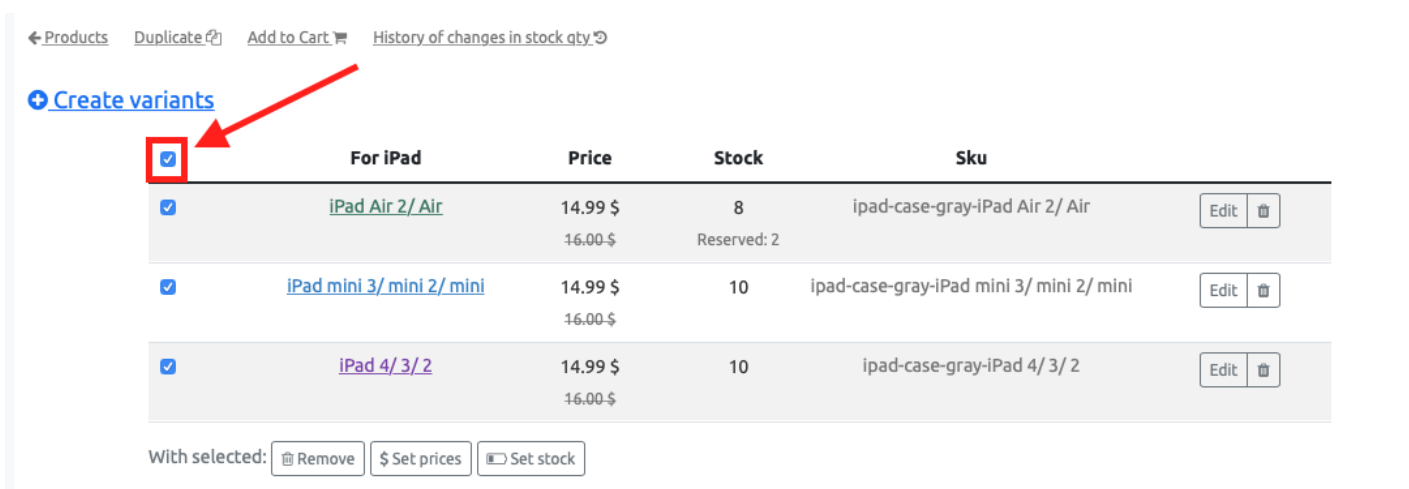 Products Duplicate Add to Cart History of changes in stock qty
Create variants
For iPad Price Stock Sku
iPad Air 2/ Air 14.99 $ 8 ipad-case-gray-iPad Air 2/ Air Edit
16.00 $ Reserved: 2
iPad mini 3/ mini 2/ mini 14.99 $ 10 ipad-case-gray-iPad mini 3/ mini 2/ mini Edit
16.00 $
iPad 4/ 3/ 2 14.99 $ 10 ipad-case-gray-iPad 4/ 3/ 2 Edit
16.00 $
With selected: Remove $ Set prices Set stock